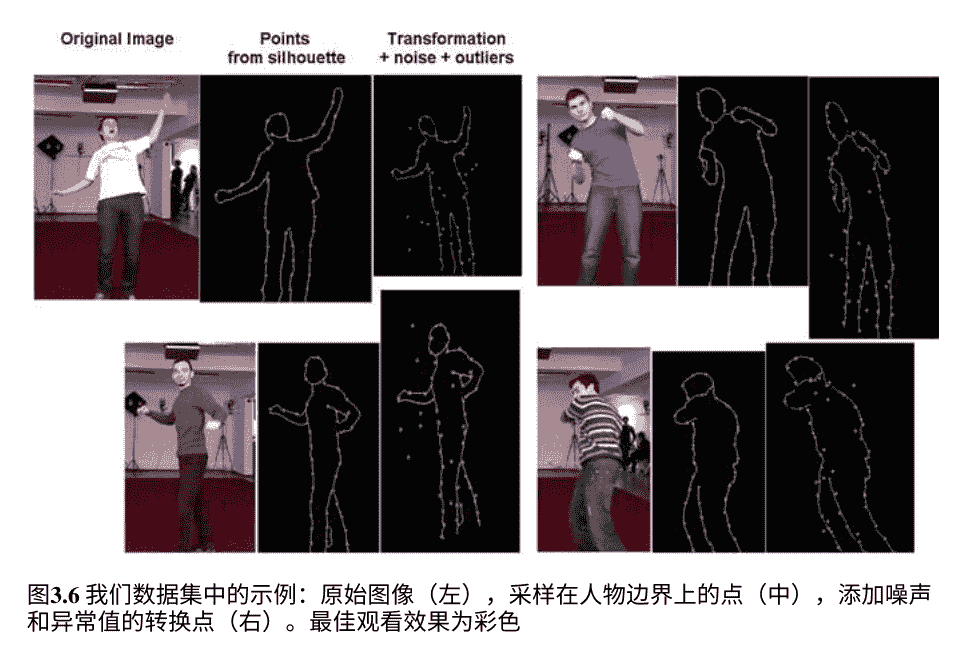 Original Image
Points
from silhouette
Transformation
+ noise + outliers
图3.6 我们数据集中的示例：原始图像（左），采样在人物边界上的点（中），添加噪声
和异常值的转换点（右）。最佳观看效果为彩色